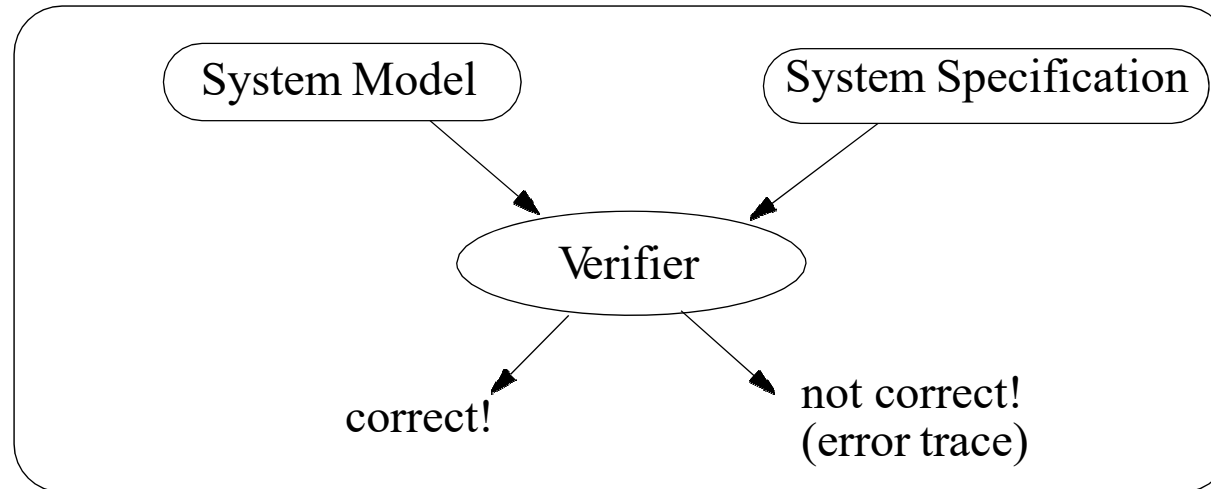 System Model
System Specification
Verifier
correct!
not correct!
(error trace)